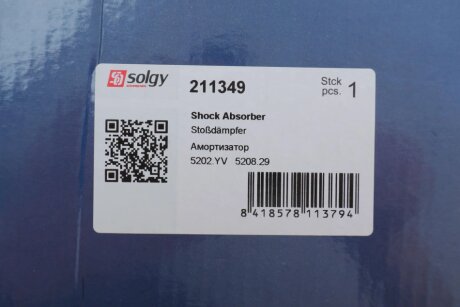 solgy
211349
Stck
pcs. 1
Shock Absorber
Stoßdämpfer
Амортизатор
5202.YV 5208.29
8 418578 113794